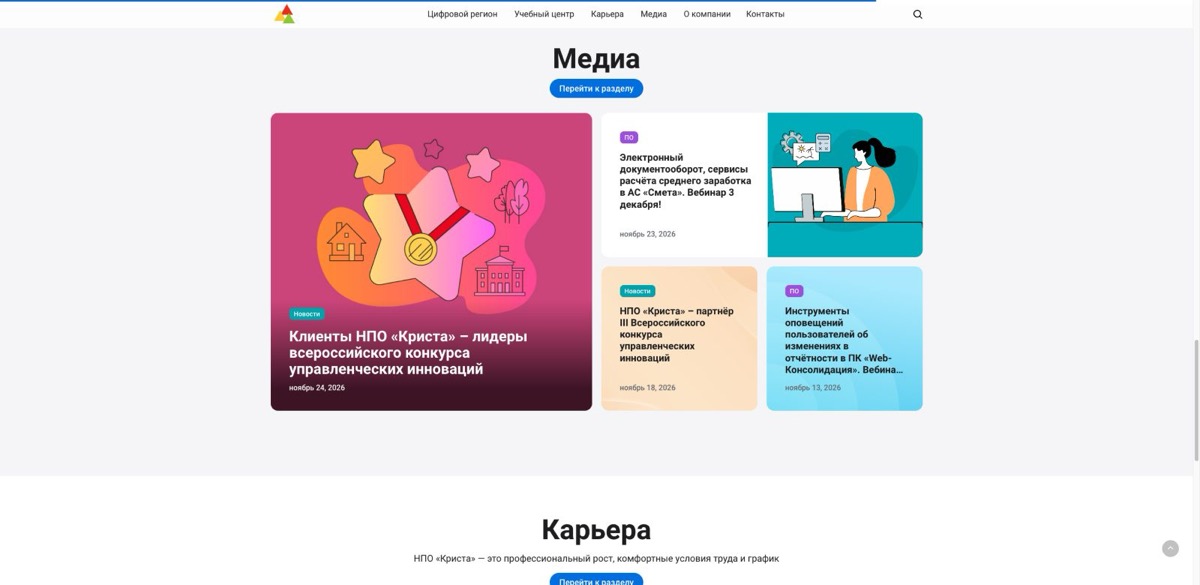 Цифровой регион Учебный центр Карьера Медиа О компании Контакты
Медиа
Перейти к разделу
Новости
Клиенты НПО «Криста» – лидеры
всероссийского конкурса
управленческих инноваций
ноябрь 24, 2026
ПО
Электронный
документооборот, сервисы
расчёта среднего заработка
в АС «Смета». Вебинар 3
декабря!
ноябрь 23, 2026
Новости
НПО «Криста» – партнёр
III Всероссийского
конкурса
управленческих
инноваций
ноябрь 18, 2026
ПО
Инструменты
оповещений
пользователей об
изменениях в
отчётности в ПК «Web-
Консолидация». Вебина...
ноябрь 13, 2026
Карьера
НПО «Криста» — это профессиональный рост, комфортные условия труда и график
Перейти к разделу